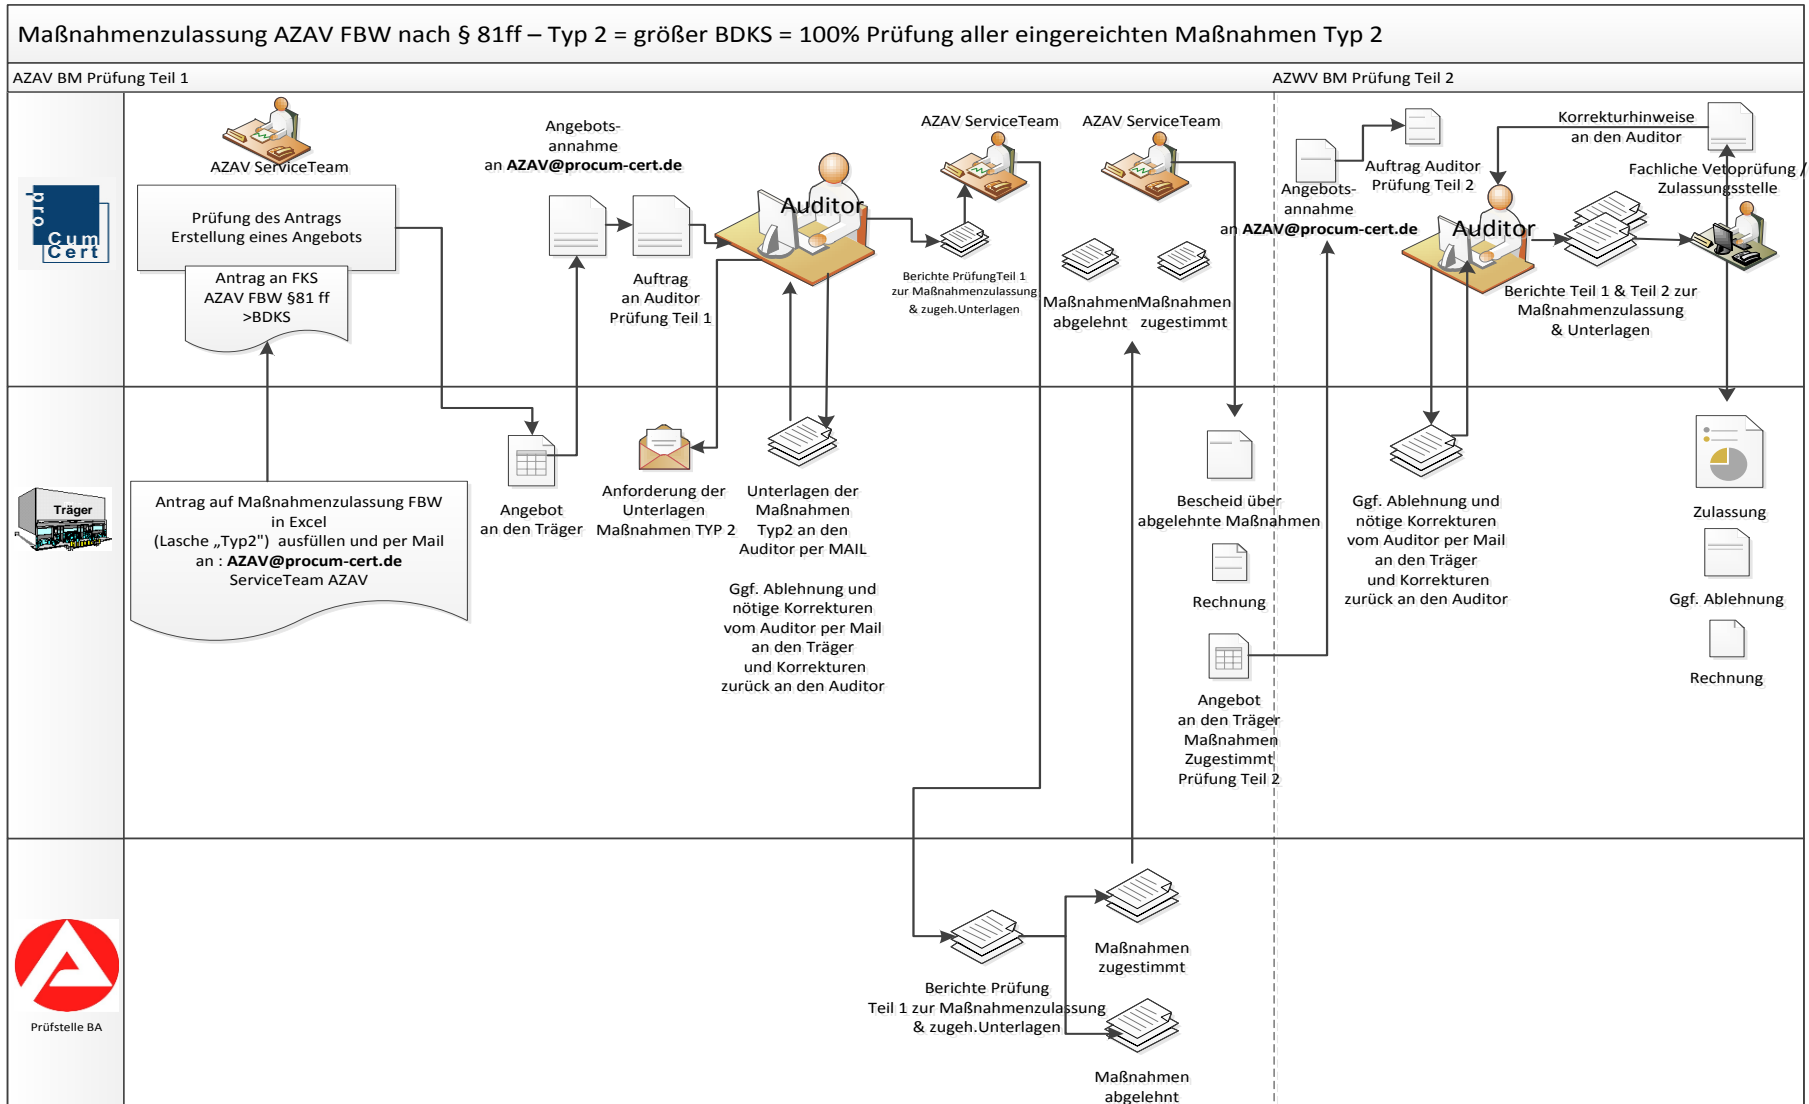 Maßnahmenzulassung AZAV FBW nach § 81ff – Typ 2 = größer BDKS = 100% Prüfung aller eingereichten Maßnahmen Typ 2
AZAV BM Prüfung Teil 1
AZWV BM Prüfung Teil 2
pro
Cum
Cert
AZAV ServiceTeam
Prüfung des Antrags
Erstellung eines Angebots
Antrag an FKS
AZAV FBW §81 ff
>BDKS
Angebots-
annahme
an AZAV@procum-cert.de
Auftrag
an Auditor
Prüfung Teil 1
Auditor
Berichte PrüfungTeil 1
zur Maßnahmenzulassung
& zugeh.Unterlagen
AZAV ServiceTeam
AZAV ServiceTeam
Maßnahmen
abgelehnt
Maßnahmen
zugestimmt
Angebots-
annahme
an AZAV@procum-cert.de
Auftrag Auditor
Prüfung Teil 2
Auditor
Korrekturhinweise
an den Auditor
Fachliche Vetoprüfung /
Zulassungsstelle
Berichte Teil 1 & Teil 2 zur
Maßnahmenzulassung
& Unterlagen
Träger
Antrag auf Maßnahmenzulassung FBW
in Excel
(Lasche „Typ2") ausfüllen und per Mail
an : AZAV@procum-cert.de
ServiceTeam AZAV
Angebot
an den Träger
Anforderung der
Unterlagen
Maßnahmen TYP 2
Unterlagen der
Maßnahmen
Typ2 an den
Auditor per MAIL
Ggf. Ablehnung und
nötige Korrekturen
vom Auditor per Mail
an den Träger
und Korrekturen
zurück an den Auditor
Bescheid über
abgelehnte Maßnahmen
Rechnung
Angebot
an den Träger
Maßnahmen
Zugestimmt
Prüfung Teil 2
Ggf. Ablehnung und
nötige Korrekturen
vom Auditor per Mail
an den Träger
und Korrekturen
zurück an den Auditor
Zulassung
Ggf. Ablehnung
Rechnung
Prüfstelle BA
Berichte Prüfung
Teil 1 zur Maßnahmenzulassung
& zugeh.Unterlagen
Maßnahmen
zugestimmt
Maßnahmen
abgelehnt